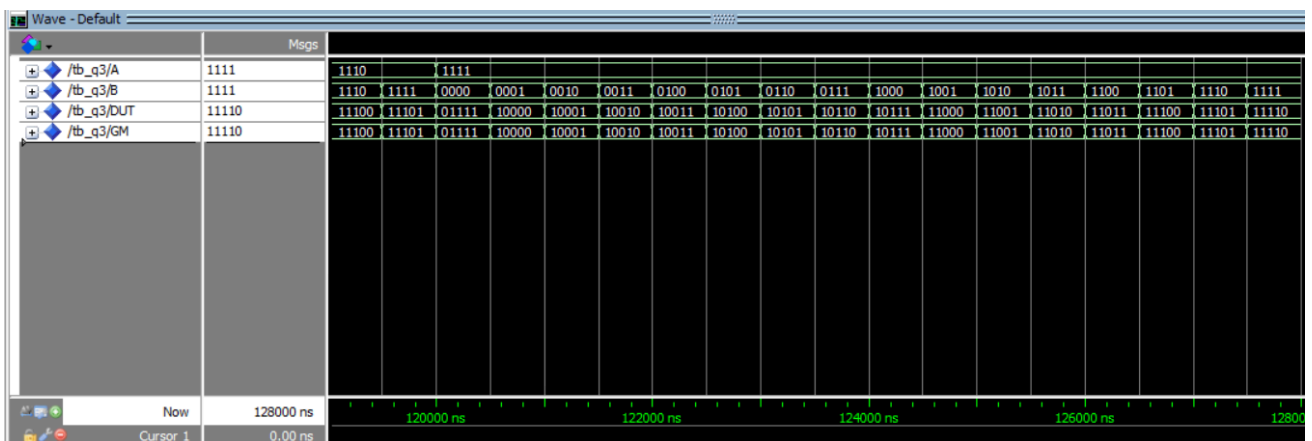 Wave - Default
Msgs
/tb_q3/A 1111 1110 1111
/tb_q3/B 1111 1110 1111 0000 0001 0010 0011 0100 0101 0110 0111 1000 1001 1010 1011 1100 1101 1110 1111
/tb_q3/DUT 11110 11100 11101 01111 10000 10001 10010 10011 10100 10101 10110 10111 11000 11001 11010 11011 11100 11101 11110
/tb_q3/GM 11110 11100 11101 01111 10000 10001 10010 10011 10100 10101 10110 10111 11000 11001 11010 11011 11100 11101 11110
Now 128000 ns 120000 ns 122000 ns 124000 ns 126000 ns 12800
Cursor 1 0.00 ns